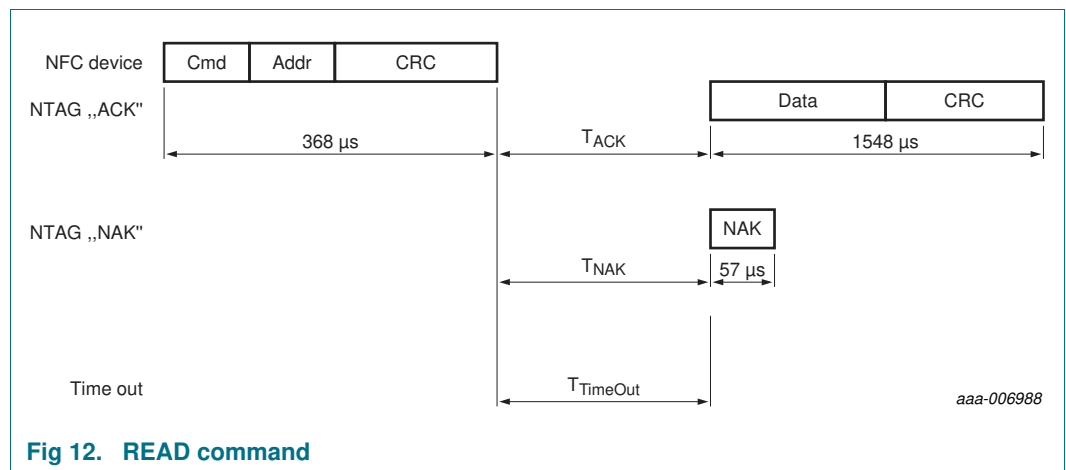 NFC device Cmd Addr CRC
NTAG ,,ACK" Data CRC
368 µs TACK 1548 µs
NTAG ,,NAK" NAK
TNAK 57 µs
Time out TTimeOut
aaa-006988
Fig 12. READ command